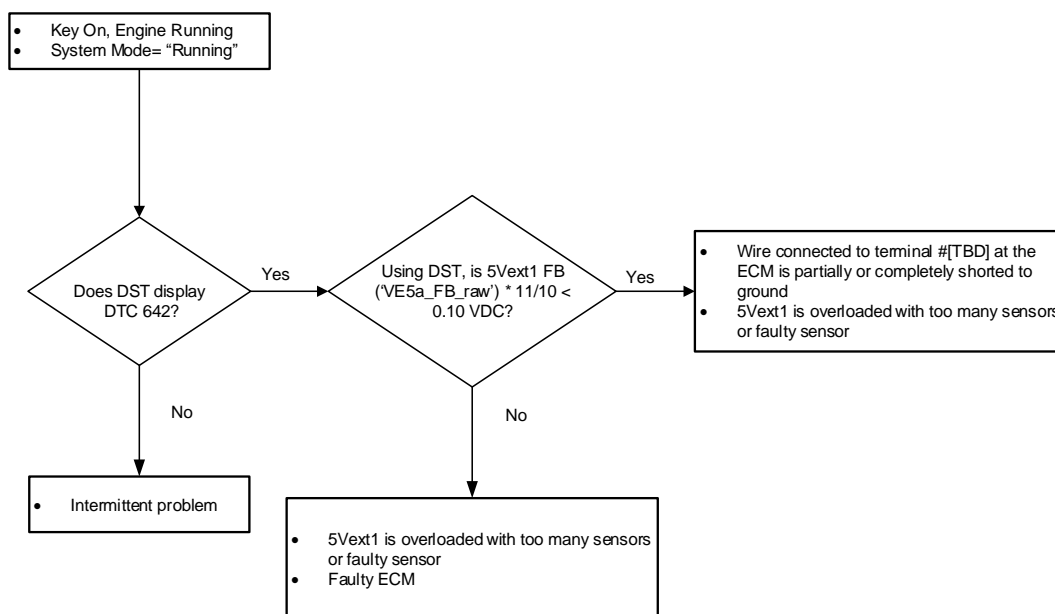 • Key On, Engine Running
• System Mode= “Running”
Does DST display
DTC 642?
Yes
Using DST, is 5Vext1 FB
(‘VE5a_FB_raw’) * 11/10 <
0.10 VDC?
Yes
• Wire connected to terminal #[TBD] at the
ECM is partially or completely shorted to
ground
• 5Vext1 is overloaded with too many sensors
or faulty sensor
No
No
• Intermittent problem
• 5Vext1 is overloaded with too many sensors
or faulty sensor
• Faulty ECM